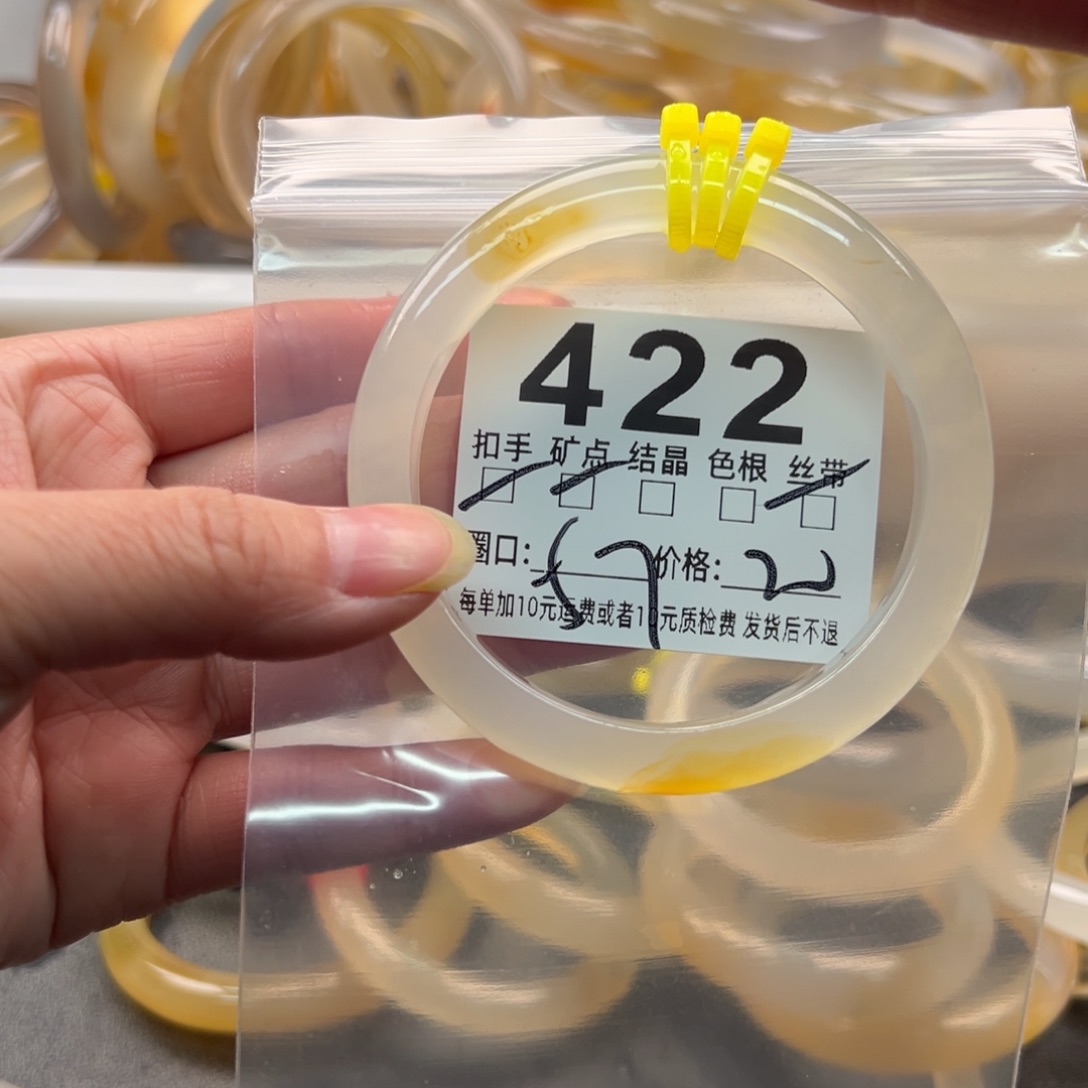 422
扣手 矿点 结晶 色根 丝带
圈口: 57 价格:
每单加10元运费或者10元质检费 发货后不退